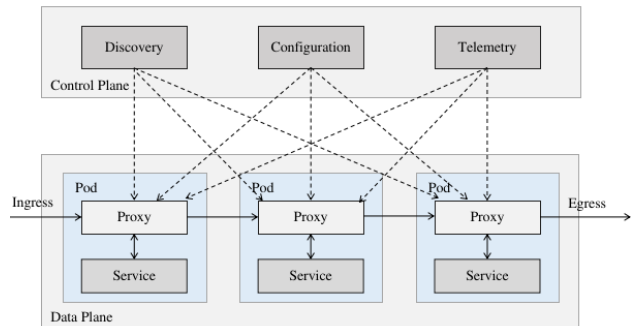 Discovery
Configuration
Telemetry
Control Plane
Pod
Pod
Pod
Ingress
Egress
Proxy
Proxy
Proxy
Service
Service
Service
Data Plane